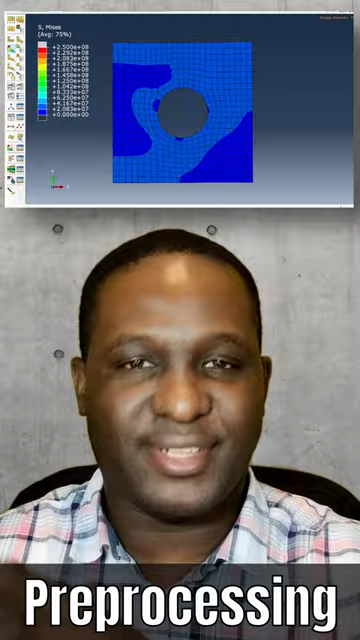 S, Mises
(Avg: 75%)
+2.500e+08
+2.292e+08
+2.083e+08
+1.875e+08
+1.667e+08
+1.458e+08
+1.250e+08
+1.042e+08
+8.333e+07
+6.250e+07
+4.167e+07
+2.083e+07
+0.000e+00
Preprocessing